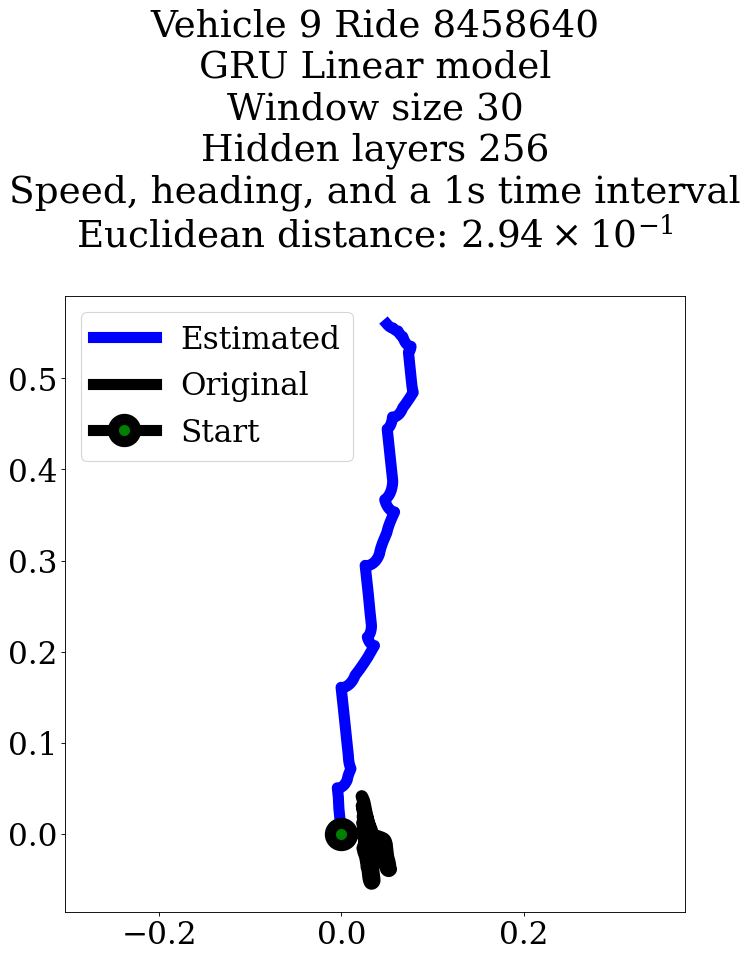 Vehicle 9 Ride 8458640
GRU Linear model
Window size 30
Hidden layers 256
Speed, heading, and a 1s time interval
Euclidean distance: 2.94 × 10⁻¹
Estimated
Original
Start
0.5
0.4
0.3
0.2
0.1
0.0
−0.2 0.0 0.2